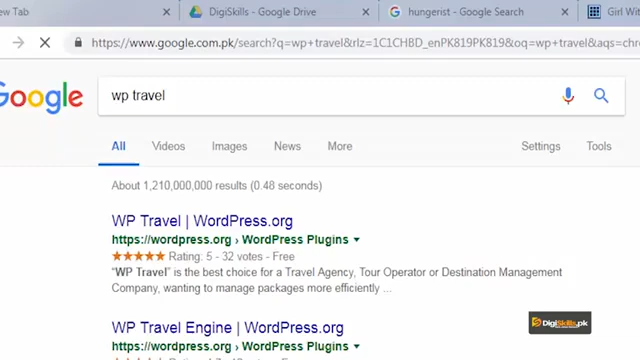 ew Tab
DigiSkills - Google Drive
hungerist - Google Search
Girl Wit
https://www.google.com.pk/search?q=wp+travel&rlz=1C1CHBD_enPK819PK819&oq=wp+travel&aqs=chro
Google
wp travel
All Videos Images News More Settings Tools
About 1,210,000,000 results (0.48 seconds)
WP Travel | WordPress.org
https://wordpress.org › WordPress Plugins
Rating: 5 - 32 votes - Free
“WP Travel” is the best choice for a Travel Agency, Tour Operator or Destination Management
Company, wanting to manage packages more efficiently ...
WP Travel Engine | WordPress.org
https://wordpress.org › WordPress Plugins
DigiSkills.pk